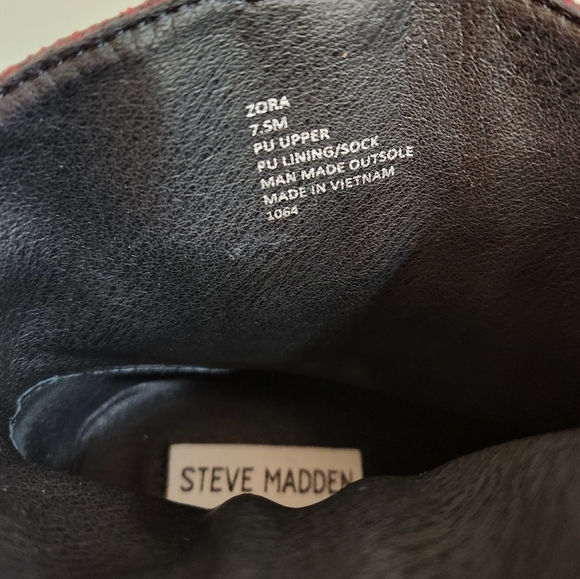 ZORA
7.5M
PU UPPER
PU LINING/SOCK
MAN MADE OUTSOLE
MADE IN VIETNAM
1064
STEVE MADDEN